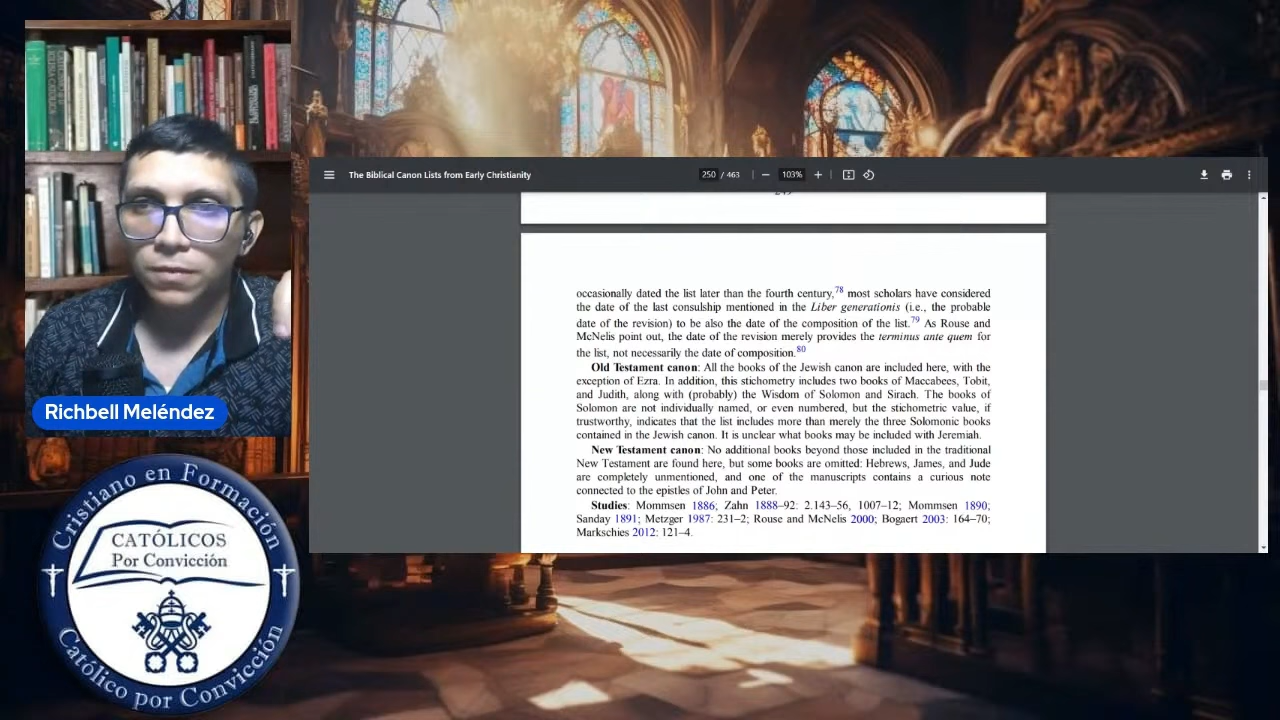 The Biblical Canon Lists from Early Christianity
250 / 463
103%
occasionally dated the list later than the fourth century,78 most scholars have considered
the date of the last consulship mentioned in the Liber generationis (i.e., the probable
date of the revision) to be also the date of the composition of the list.79 As Rouse and
McNelis point out, the date of the revision merely provides the terminus ante quem for
the list, not necessarily the date of composition.80
Old Testament canon: All the books of the Jewish canon are included here, with the
exception of Ezra. In addition, this stichometry includes two books of Maccabees, Tobit,
and Judith, along with (probably) the Wisdom of Solomon and Sirach. The books of
Solomon are not individually named, or even numbered, but the stichometric value, if
trustworthy, indicates that the list includes more than merely the three Solomonic books
contained in the Jewish canon. It is unclear what books may be included with Jeremiah.
New Testament canon: No additional books beyond those included in the traditional
New Testament are found here, but some books are omitted: Hebrews, James, and Jude
are completely unmentioned, and one of the manuscripts contains a curious note
connected to the epistles of John and Peter.
Studies: Mommsen 1886; Zahn 1888–92: 2.143–56, 1007–12; Mommsen 1890;
Sanday 1891; Metzger 1987: 231–2; Rouse and McNelis 2000; Bogaert 2003: 164–70;
Markschies 2012: 121–4.
Richbell Meléndez
Cristiano en Formación
CATÓLICOS
Por Convicción
Católico por Convicción